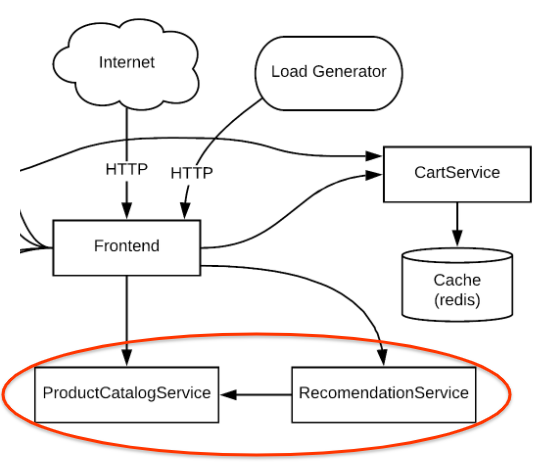 Internet
Load Generator
HTTP
HTTP
CartService
Frontend
Cache
(redis)
ProductCatalogService
RecomendationService